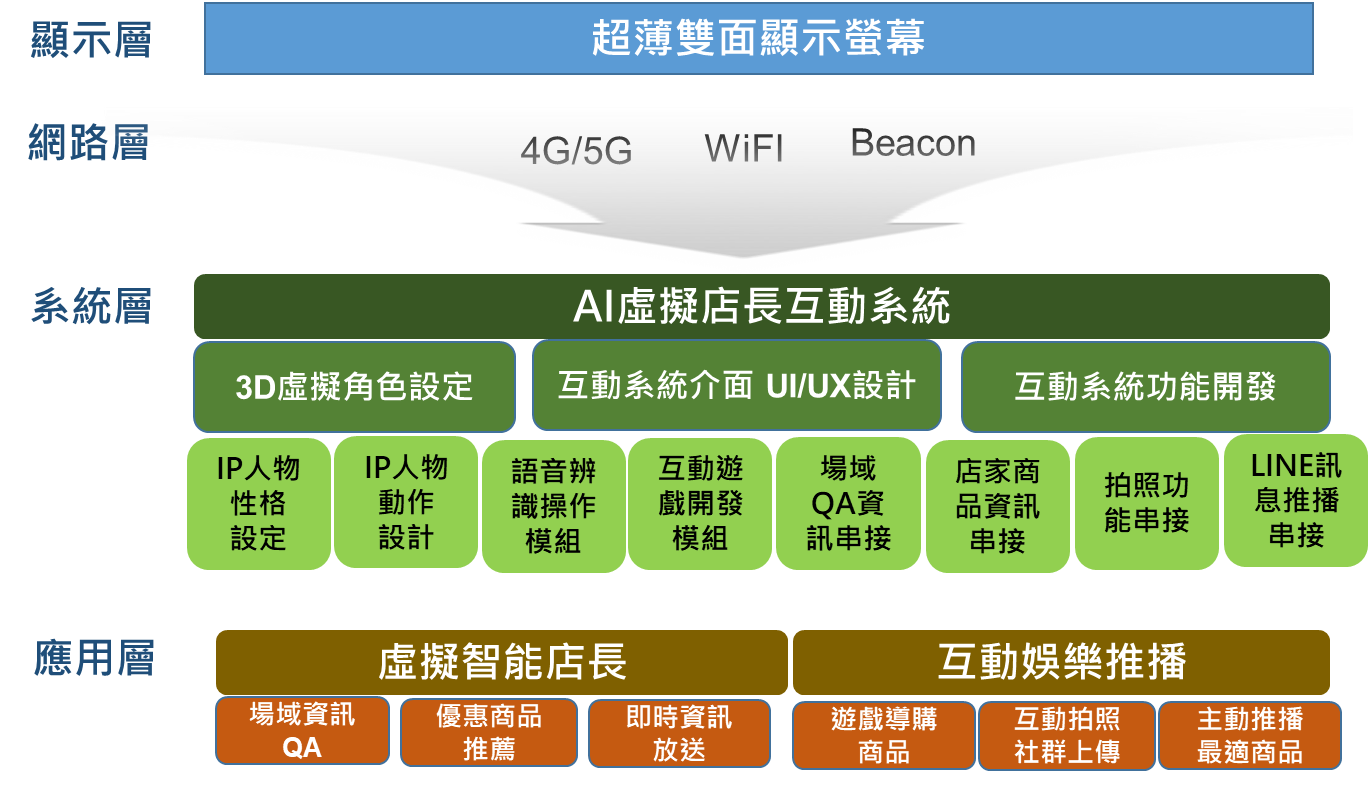 顯示層
超薄雙面顯示螢幕
網路層
4G/5G
WiFI
Beacon
系統層
AI虛擬店長互動系統
3D虛擬角色設定
互動系統介面 UI/UX設計
互動系統功能開發
IP人物
性格
設定
IP人物
動作
設計
語音辨
識操作
模組
互動遊
戲開發
模組
場域
QA資
訊串接
店家商
品資訊
串接
拍照功
能串接
LINE訊
息推播
串接
應用層
虛擬智能店長
互動娛樂推播
場域資訊
QA
優惠商品
推薦
即時資訊
放送
遊戲導購
商品
互動拍照
社群上傳
主動推播
最適商品